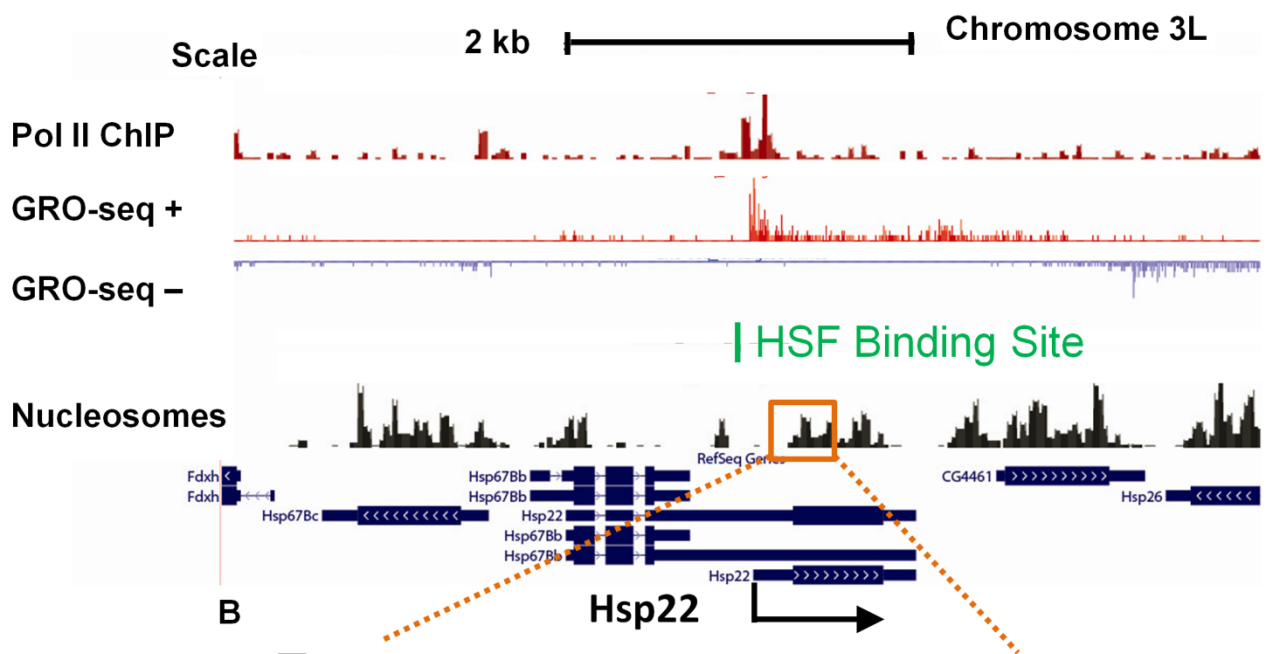 Scale 2 kb Chromosome 3L
Pol II ChIP
GRO-seq +
GRO-seq –
HSF Binding Site
Nucleosomes
RefSeq Genes
Fdxh Hsp67Bb CG4461
Fdxh Hsp67Bb Hsp26
Hsp67Bc Hsp22
Hsp67Bb
Hsp67Bb
Hsp22
B Hsp22